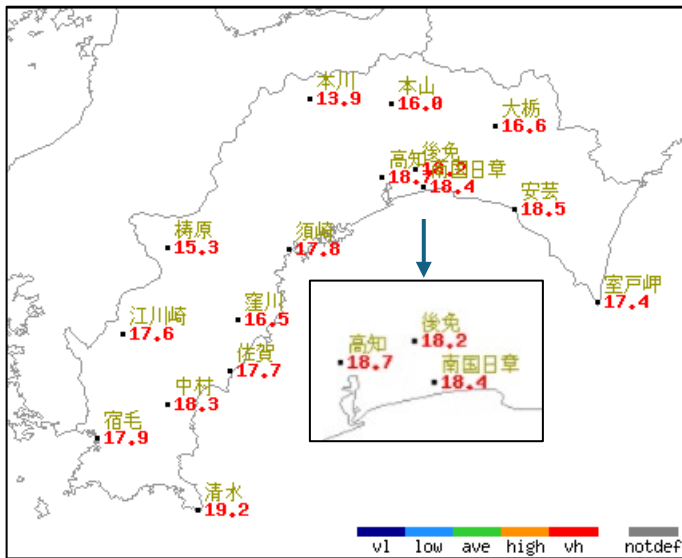 本川
13.9
本山
16.0
大栃
16.6
高知
18.7
後免
18.2
南国日章
18.4
安芸
18.5
梼原
15.3
須崎
17.8
室戸岬
17.4
江川崎
17.6
窪川
16.5
佐賀
17.7
中村
18.3
宿毛
17.9
清水
19.2
後免
18.2
高知
18.7
南国日章
18.4
vl low ave high vh notdef